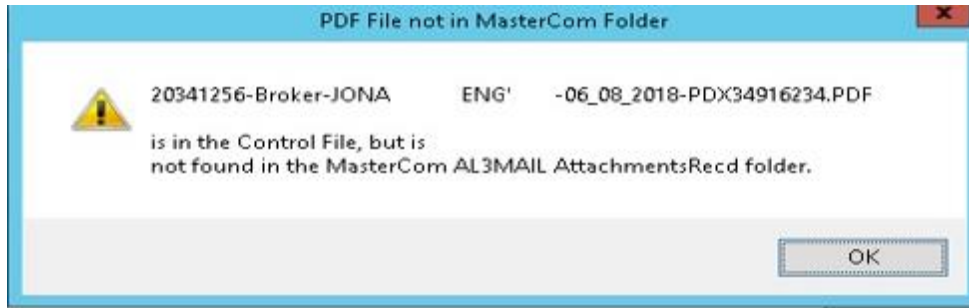 PDF File not in MasterCom Folder
20341256-Broker-JONA ENG' -06_08_2018-PDX34916234.PDF
is in the Control File, but is
not found in the MasterCom AL3MAIL AttachmentsRecd folder.
OK